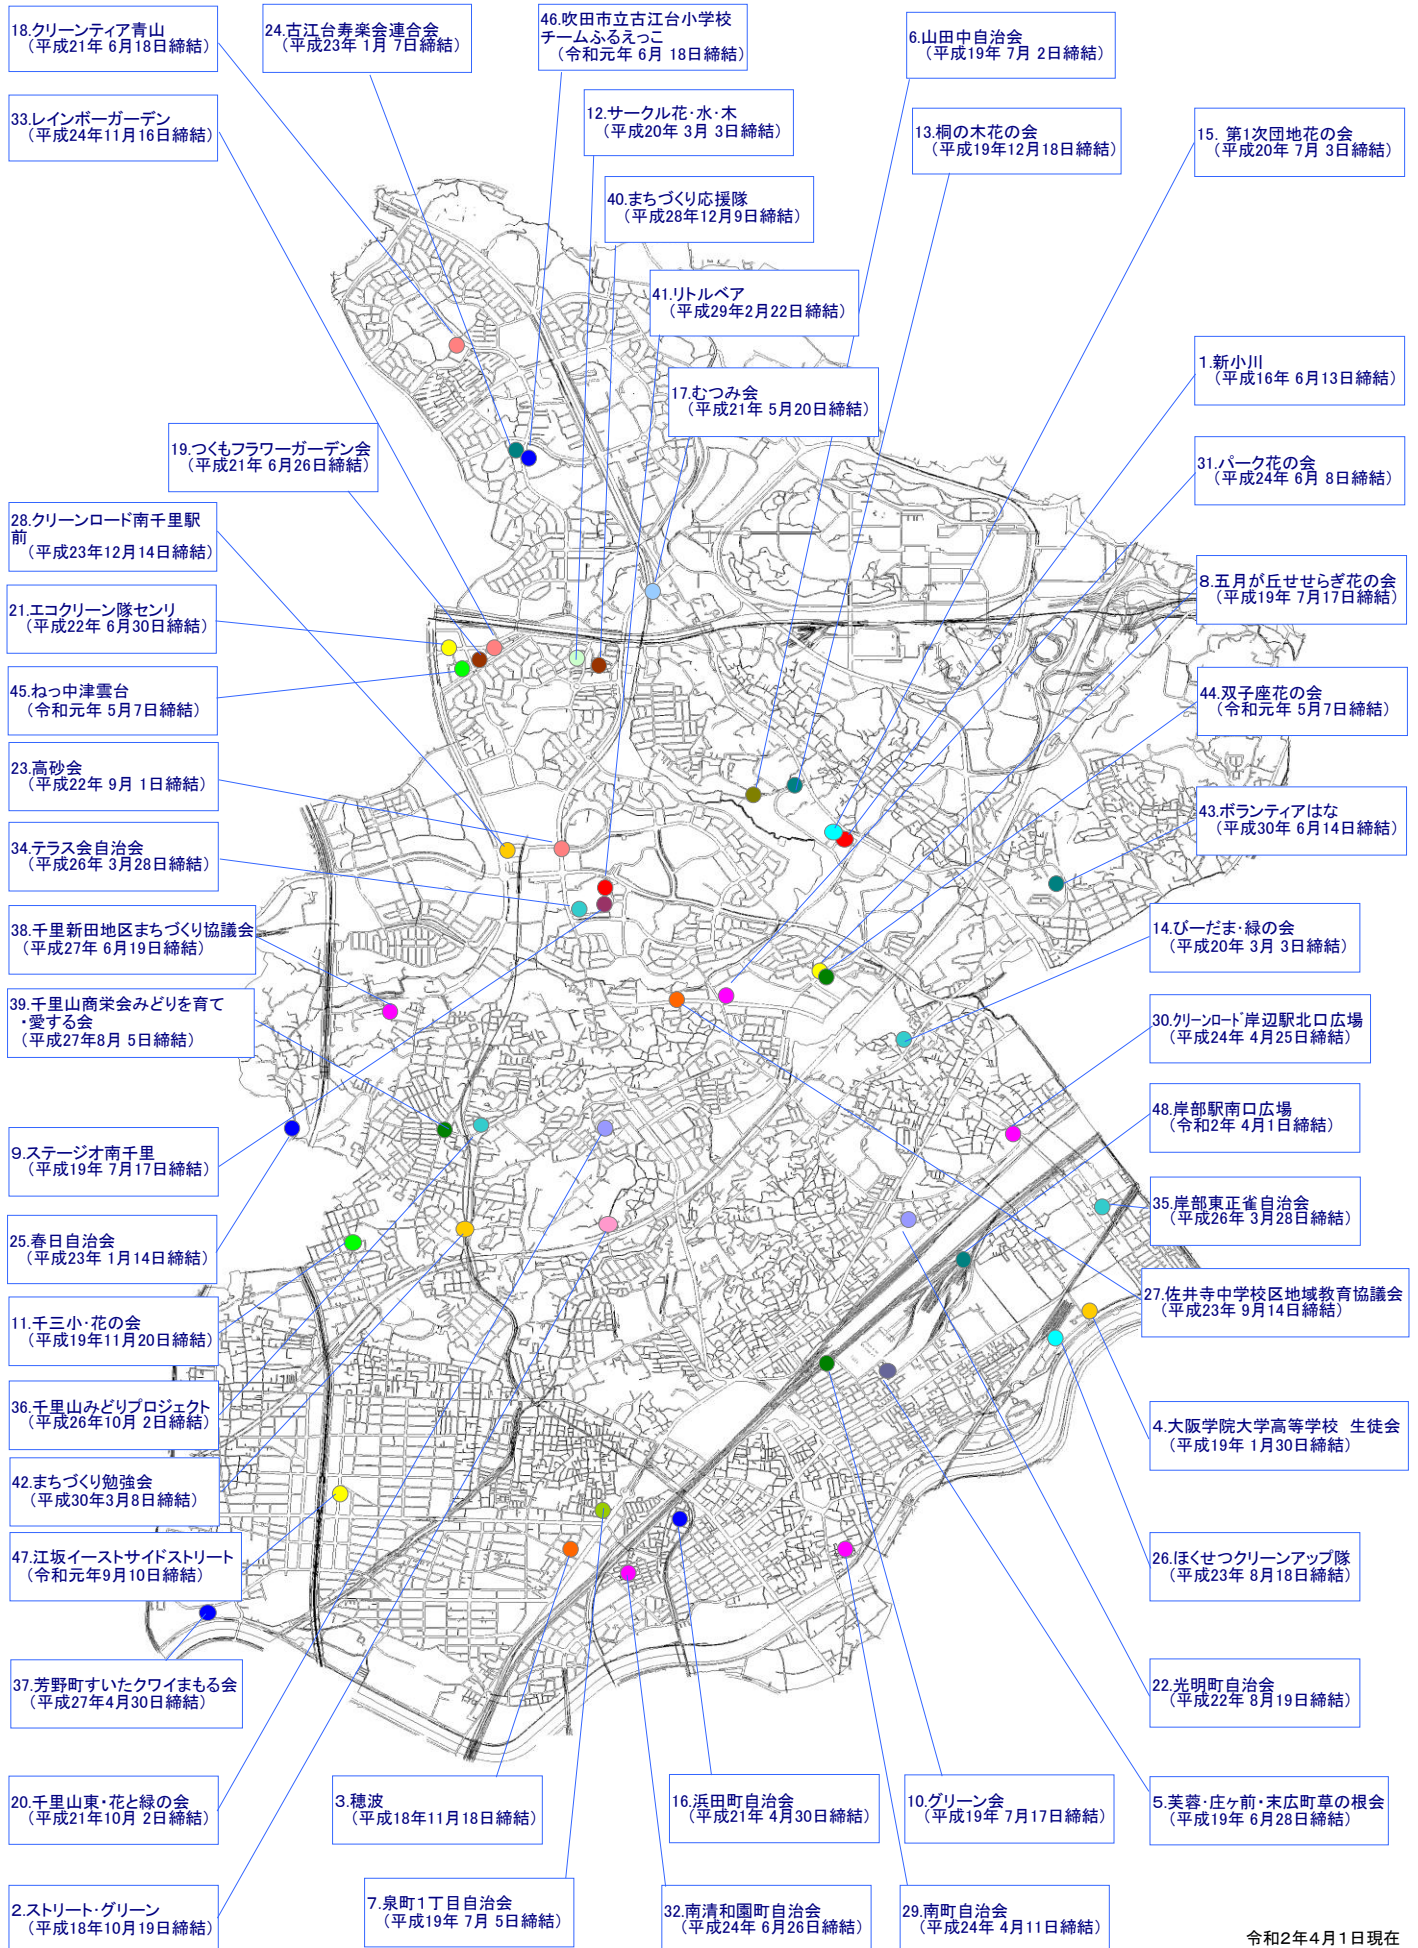 18.クリーンティア青山
（平成21年 6月18日締結）
24.古江台寿楽会連合会
（平成23年 1月 7日締結）
46.吹田市立古江台小学校
チームふるえっこ
（令和元年 6月 18日締結）
6.山田中自治会
（平成19年 7月 2日締結）
33.レインボーガーデン
（平成24年11月16日締結）
12.サークル花・水・木
（平成20年 3月 3日締結）
13.桐の木花の会
（平成19年12月18日締結）
15. 第1次団地花の会
（平成20年 7月 3日締結）
40.まちづくり応援隊
（平成28年12月9日締結）
41.リトルベア
（平成29年2月22日締結）
1.新小川
（平成16年 6月13日締結）
17.むつみ会
（平成21年 5月20日締結）
19.つくもフラワーガーデン会
（平成21年 6月26日締結）
31.パーク花の会
（平成24年 6月 8日締結）
28.クリーンロード南千里駅
前
（平成23年12月14日締結）
8.五月が丘せせらぎ花の会
（平成19年 7月17日締結）
21.エコクリーン隊センリ
（平成22年 6月30日締結）
45.ねっ中津雲台
（令和元年 5月7日締結）
44.双子座花の会
（令和元年 5月7日締結）
23.高砂会
（平成22年 9月 1日締結）
43.ボランティアはな
（平成30年 6月14日締結）
34.テラス会自治会
（平成26年 3月28日締結）
38.千里新田地区まちづくり協議会
（平成27年 6月19日締結）
14.びーだま・緑の会
（平成20年 3月 3日締結）
39.千里山商栄会みどりを育て
・愛する会
（平成27年8月 5日締結）
30.クリーンロード岸辺駅北口広場
（平成24年 4月25日締結）
9.ステージオ南千里
（平成19年 7月17日締結）
48.岸部駅南口広場
（令和2年 4月1日締結）
25.春日自治会
（平成23年 1月14日締結）
35.岸部東正雀自治会
（平成26年 3月28日締結）
11.千三小・花の会
（平成19年11月20日締結）
27.佐井寺中学校区地域教育協議会
（平成23年 9月14日締結）
36.千里山みどりプロジェクト
（平成26年10月 2日締結）
4.大阪学院大学高等学校 生徒会
（平成19年 1月30日締結）
42.まちづくり勉強会
（平成30年3月8日締結）
47.江坂イーストサイドストリート
（令和元年9月10日締結）
26.ほくせつクリーンアップ隊
（平成23年 8月18日締結）
37.芳野町すいたクワイまもる会
（平成27年4月30日締結）
22.光明町自治会
（平成22年 8月19日締結）
20.千里山東・花と緑の会
（平成21年10月 2日締結）
3.穂波
（平成18年11月18日締結）
16.浜田町自治会
（平成21年 4月30日締結）
10.グリーン会
（平成19年 7月17日締結）
5.芙蓉・庄ヶ前・末広町草の根会
（平成19年 6月28日締結）
2.ストリート・グリーン
（平成18年10月19日締結）
7.泉町1丁目自治会
（平成19年 7月 5日締結）
32.南清和園町自治会
（平成24年 6月26日締結）
29.南町自治会
（平成24年 4月11日締結）
令和2年4月1日現在